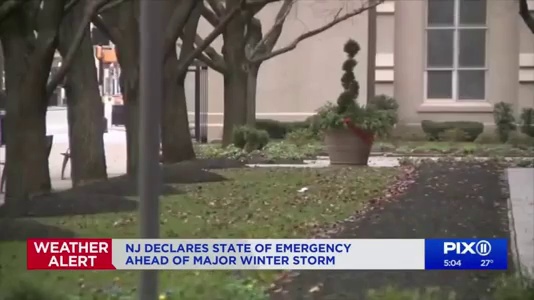 WEATHER
ALERT
NJ DECLARES STATE OF EMERGENCY
AHEAD OF MAJOR WINTER STORM
PIX11
5:04 27°